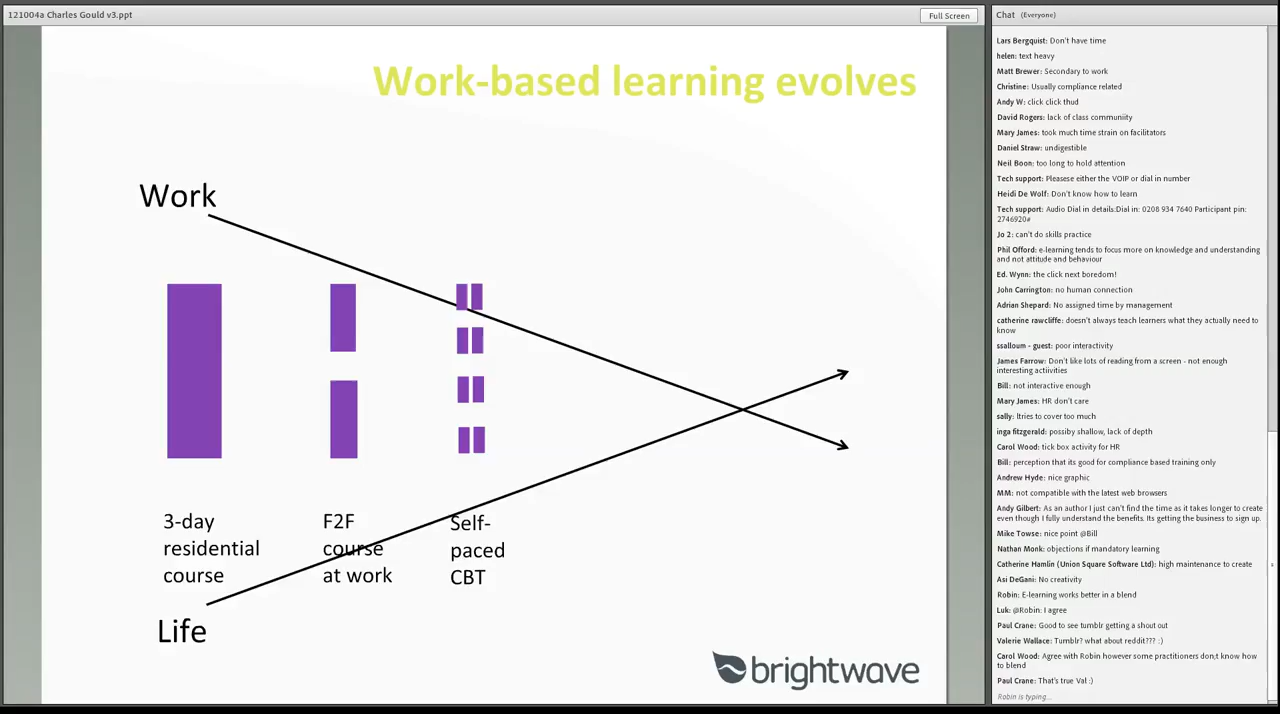 121004a Charles Gould v3.ppt
Full Screen
Work-based learning evolves
Work
3-day
residential
course
F2F
course
at work
Self-
paced
CBT
Life
brightwave
Chat (Everyone)
Lars Bergquist: Don't have time
helen: text heavy
Matt Brewer: Secondary to work
Christine: Usually compliance related
Andy W: click click thud
David Rogers: lack of class communiity
Mary James: took much time strain on facilitators
Daniel Straw: undigestible
Neil Boon: too long to hold attention
Tech support: Pleasese either the VOIP or dial in number
Heidi De Wolf: Don't know how to learn
Tech support: Audio Dial in details:Dial in: 0208 934 7640 Participant pin:
2746920#
Jo 2: can't do skills practice
Phil Offord: e-learning tends to focus more on knowledge and understanding
and not attitude and behaviour
Ed. Wynn: the click next boredom!
John Carrington: no human connection
Adrian Shepard: No assigned time by management
catherine rawcliffe: doesn't always teach learners what they actually need to
know
ssalloum - guest: poor interactivity
James Farrow: Don't like lots of reading from a screen - not enough
interesting actiivities
Bill: not interactive enough
Mary James: HR don't care
sally: ltries to cover too much
inga fitzgerald: possiby shallow, lack of depth
Carol Wood: tick box activity for HR
Bill: perception that its good for compliance based training only
Andrew Hyde: nice graphic
MM: not compatible with the latest web browsers
Andy Gilbert: As an author I just can't find the time as it takes longer to create
even though I fully understand the benefits. Its getting the business to sign up.
Mike Towse: nice point @Bill
Nathan Monk: objections if mandatory learning
Catherine Hamlin (Union Square Software Ltd): high maintenance to create
Asi DeGani: No creativity
Robin: E-learning works better in a blend
Luk: @Robin: I agree
Paul Crane: Good to see tumblr getting a shout out
Valerie Wallace: Tumblr? what about reddit??? :)
Carol Wood: Agree with Robin however some practitioners don,t know how
to blend
Paul Crane: That's true Val :)
Robin is typing...